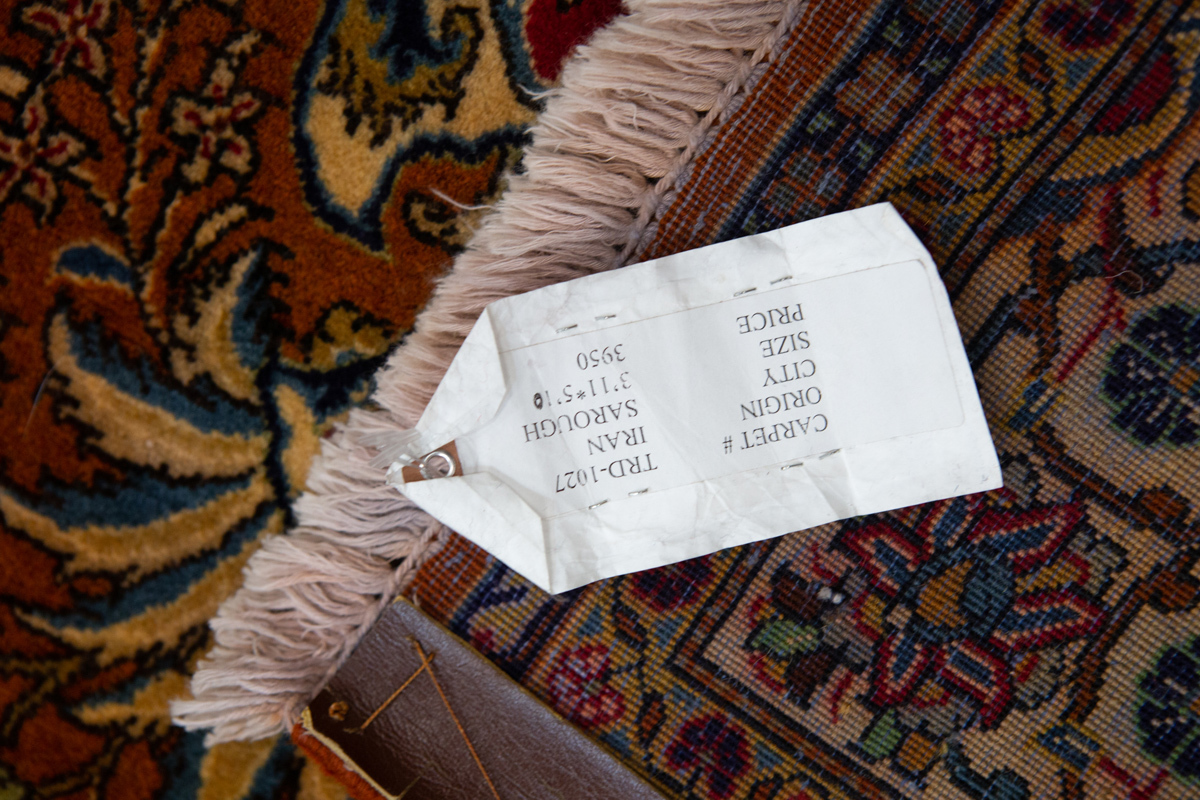 CARPET # TRD-1027
ORIGIN IRAN
CITY SAROUGH
SIZE 3'11*5'10
PRICE 3950